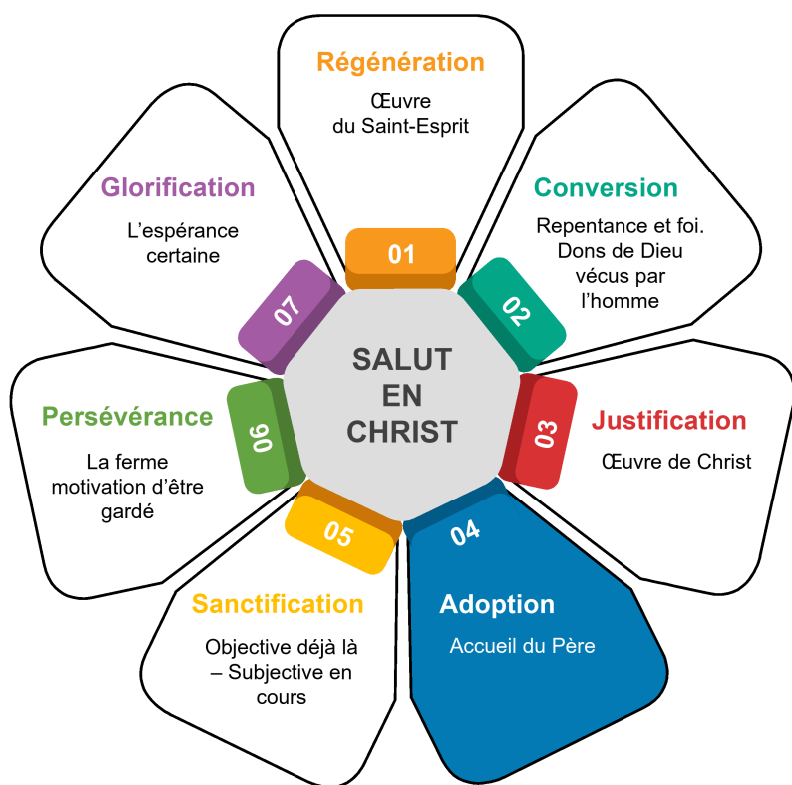 Régénération
Œuvre
du Saint-Esprit
01
Conversion
Repentance et foi.
Dons de Dieu
vécus par
l’homme
02
Justification
Œuvre de Christ
03
Adoption
Accueil du Père
04
Sanctification
Objective déjà là
– Subjective en
cours
05
Persévérance
La ferme
motivation d’être
gardé
06
Glorification
L’espérance
certaine
07
SALUT
EN
CHRIST